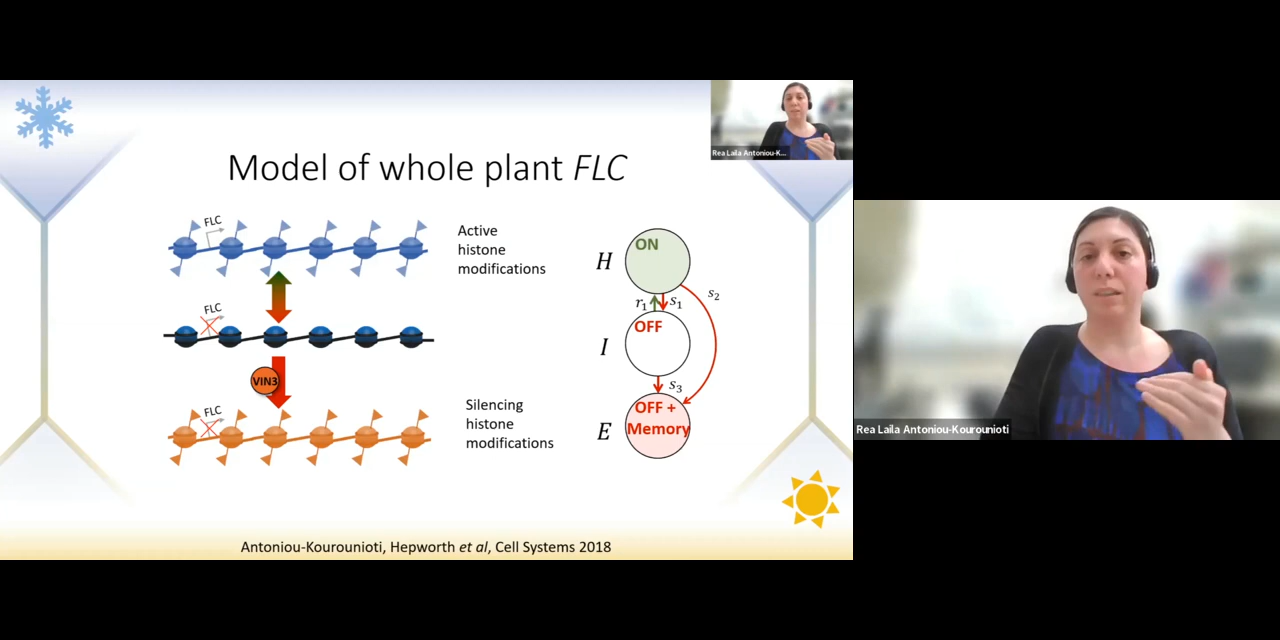 Rea Laila Antoniou-K...
Model of whole plant FLC
FLC
Active
histone
modifications
H
ON
r₁
s₁
s₂
FLC
I
OFF
VIN3
s₃
FLC
Silencing
histone
modifications
E
OFF +
Memory
Antoniou-Kourounioti, Hepworth et al, Cell Systems 2018
Rea Laila Antoniou-Kourounioti